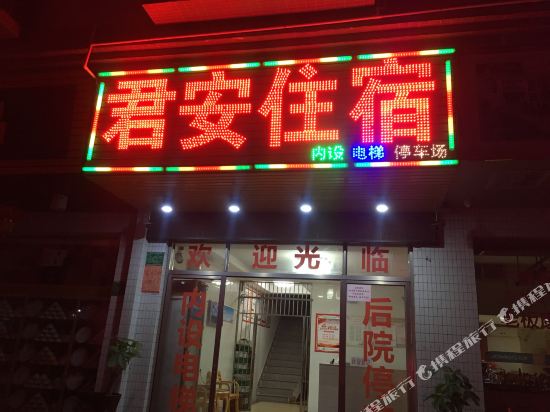 君安住宿
内设 电梯 停车场
欢迎光临
内设电梯
后院停
携程旅行
携程旅行